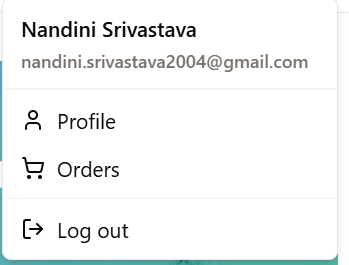 Nandini Srivastava
nandini.srivastava2004@gmail.com
Profile
Orders
Log out